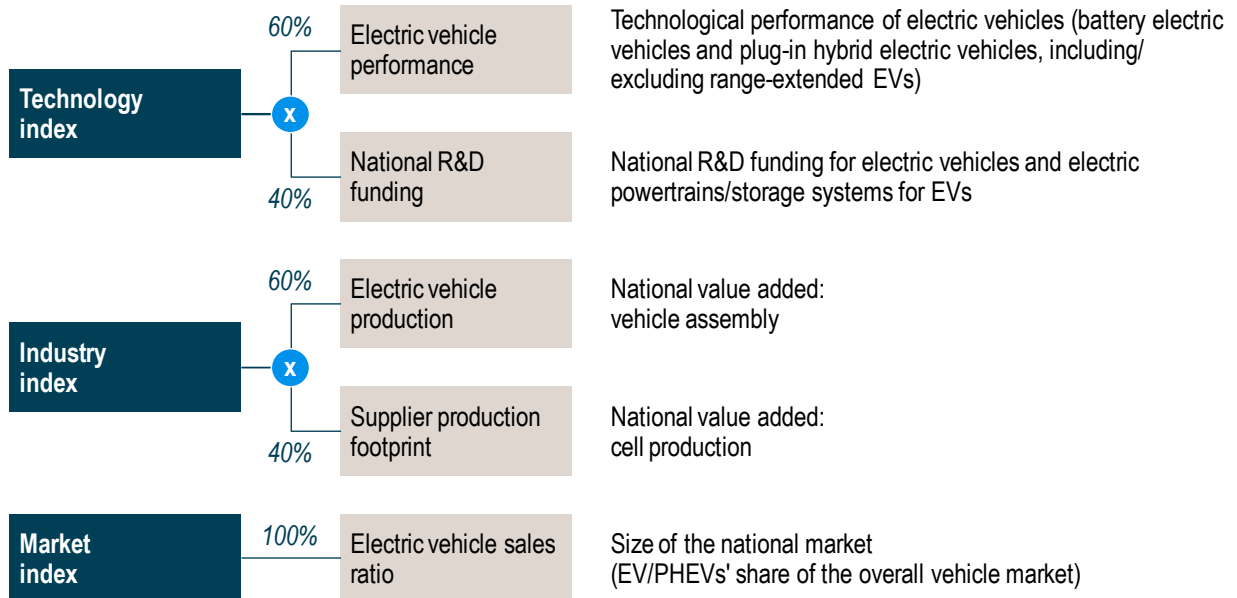 60%
Electric vehicle
performance
Technological performance of electric vehicles (battery electric
vehicles and plug-in hybrid electric vehicles, including/
excluding range-extended EVs)
Technology
index
x
40%
National R&D
funding
National R&D funding for electric vehicles and electric
powertrains/storage systems for EVs
60%
Electric vehicle
production
National value added:
vehicle assembly
Industry
index
x
40%
Supplier production
footprint
National value added:
cell production
Market
index
100%
Electric vehicle sales
ratio
Size of the national market
(EV/PHEVs' share of the overall vehicle market)